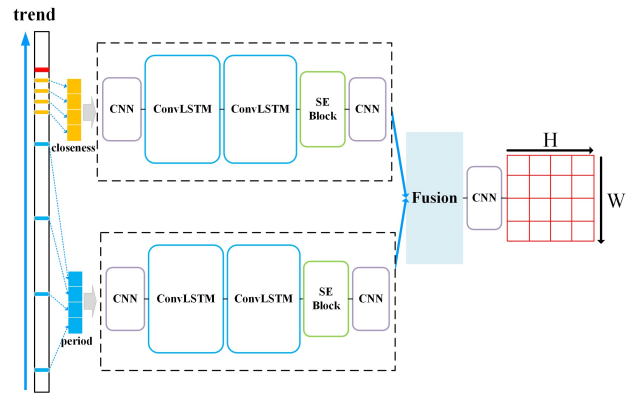 trend
closeness
CNN
ConvLSTM
ConvLSTM
SE
Block
CNN
period
CNN
ConvLSTM
ConvLSTM
SE
Block
CNN
Fusion
CNN
H
W